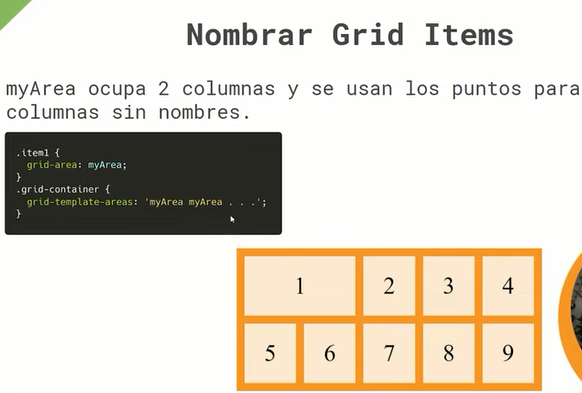 Nombrar Grid Items
myArea ocupa 2 columnas y se usan los puntos para
columnas sin nombres.
.item1 {
  grid-area: myArea;
}
.grid-container {
  grid-template-areas: 'myArea myArea . . .';
}
1 2 3 4
5 6 7 8 9